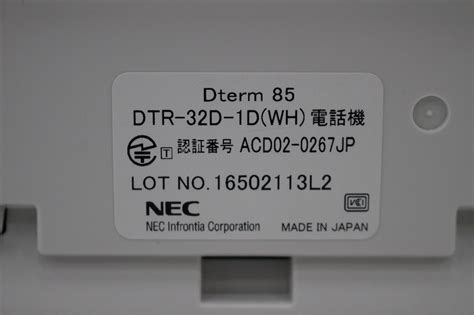 Dterm 85
DTR-32D-1D(WH) 電話機
T 認証番号 ACD02-0267JP
LOT NO.16502113L2
NEC
VCI
NEC Infrontia Corporation MADE IN JAPAN